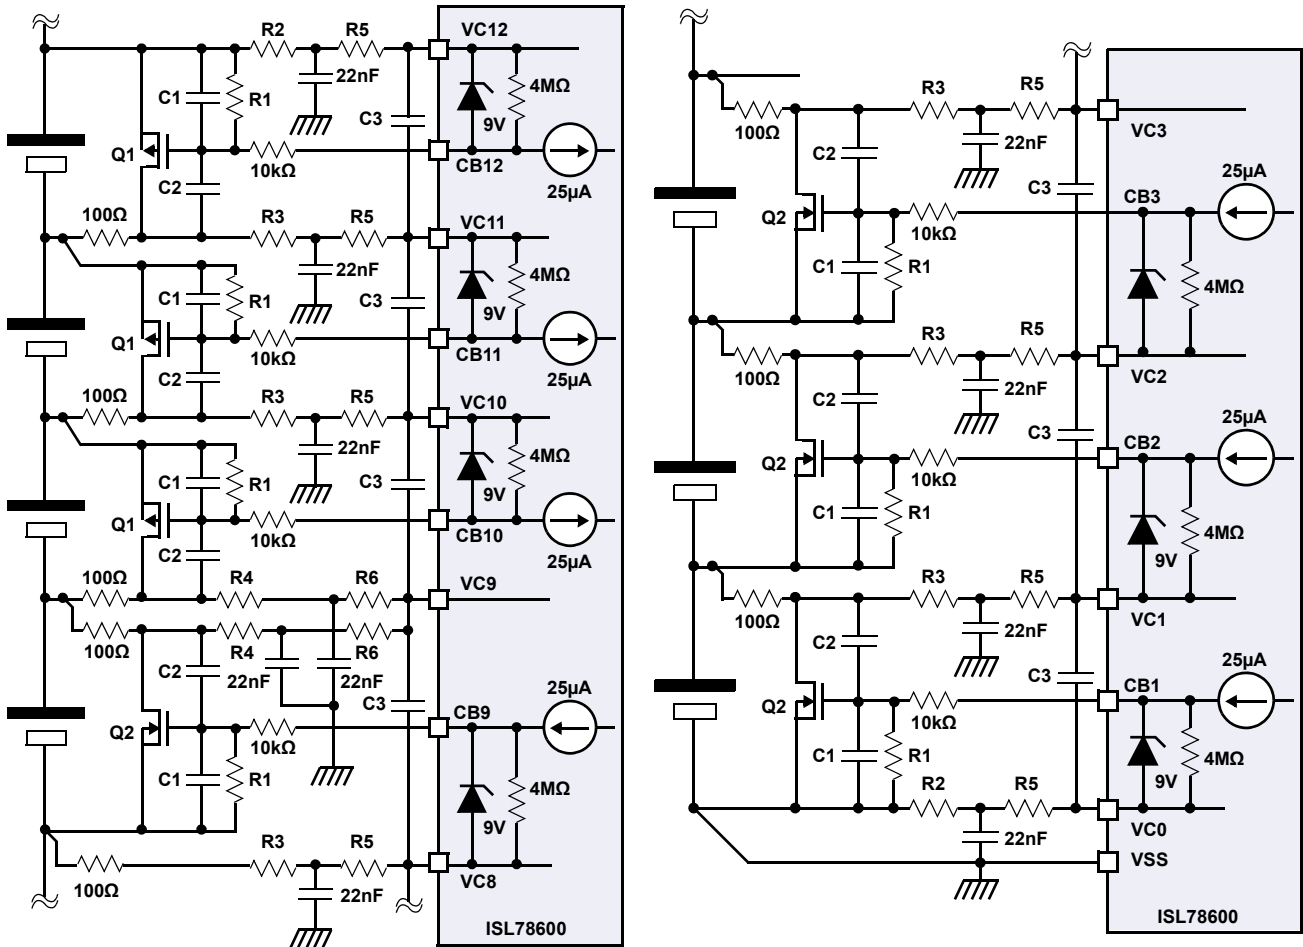 R2 R5 VC12
22nF 4MΩ
C1 R1 C3 9V
Q1 10kΩ CB12
C2 25µA
100Ω R3 R5 VC11
22nF 4MΩ
C1 R1 C3 9V
Q1 10kΩ CB11
C2 25µA
100Ω R3 R5 VC10
22nF 4MΩ
C1 R1 C3 9V
Q1 10kΩ CB10
C2 25µA
100Ω R4 R6 VC9
100Ω R4 R6
C2 22nF 22nF 25µA
C3 CB9
Q2 10kΩ
C1 R1 4MΩ
9V
R3 R5
100Ω 22nF VC8
ISL78600
R3 R5
100Ω 22nF VC3
C2 C3 CB3 25µA
Q2 10kΩ
C1 R1 4MΩ
R3 R5
100Ω 22nF VC2
C2 C3 CB2 25µA
Q2 10kΩ
C1 R1 4MΩ
9V
R3 R5
100Ω 22nF VC1
C2 C3 CB1 25µA
Q2 10kΩ
C1 R1 4MΩ
9V
R2 R5
22nF VC0
VSS
ISL78600